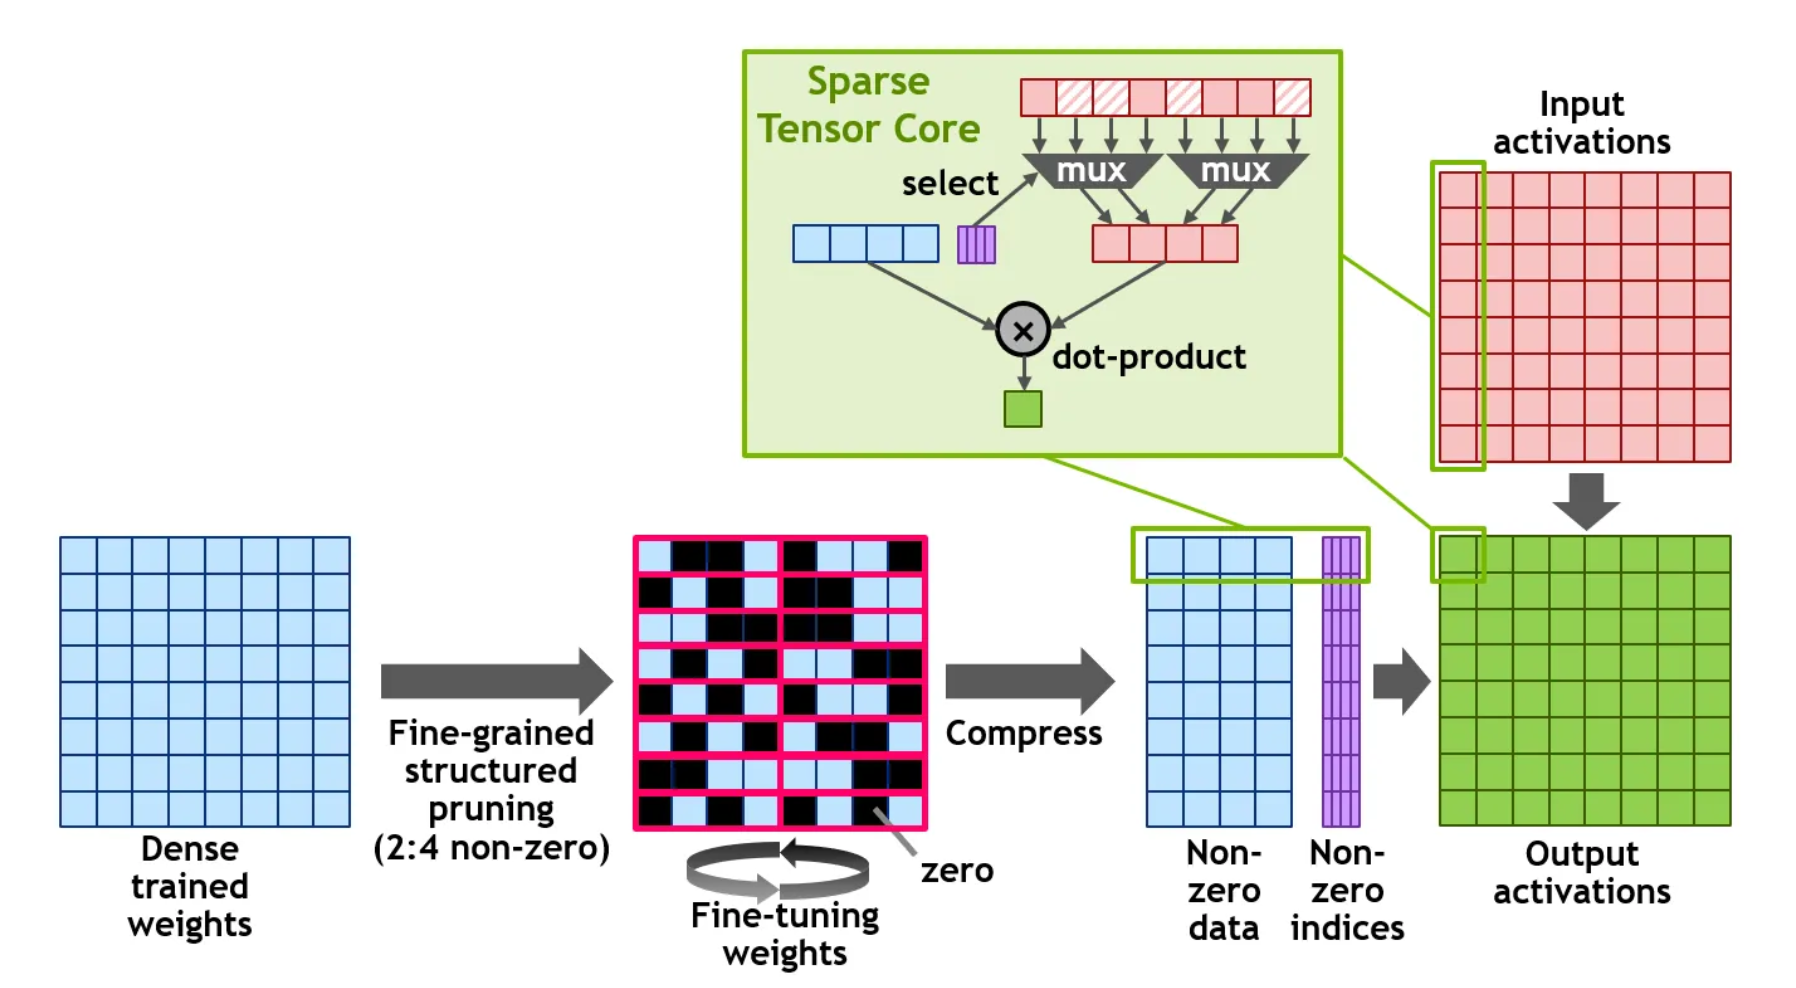 Sparse
Tensor Core
select
mux
mux
×
dot-product
Input
activations
Dense
trained
weights
Fine-grained
structured
pruning
(2:4 non-zero)
zero
Fine-tuning
weights
Compress
Non-
zero
data
Non-
zero
indices
Output
activations